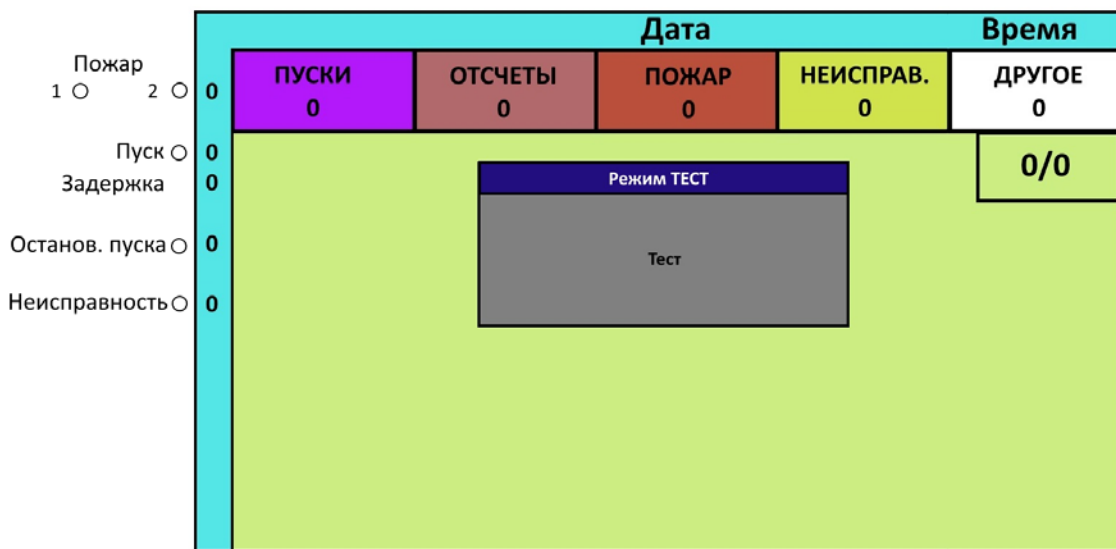 Дата Время
Пожар
1 2 0
ПУСКИ ОТСЧЕТЫ ПОЖАР НЕИСПРАВ. ДРУГОЕ
0 0 0 0 0
Пуск 0
0/0
Задержка 0
Режим ТЕСТ
Останов. пуска 0
Тест
Неисправность 0